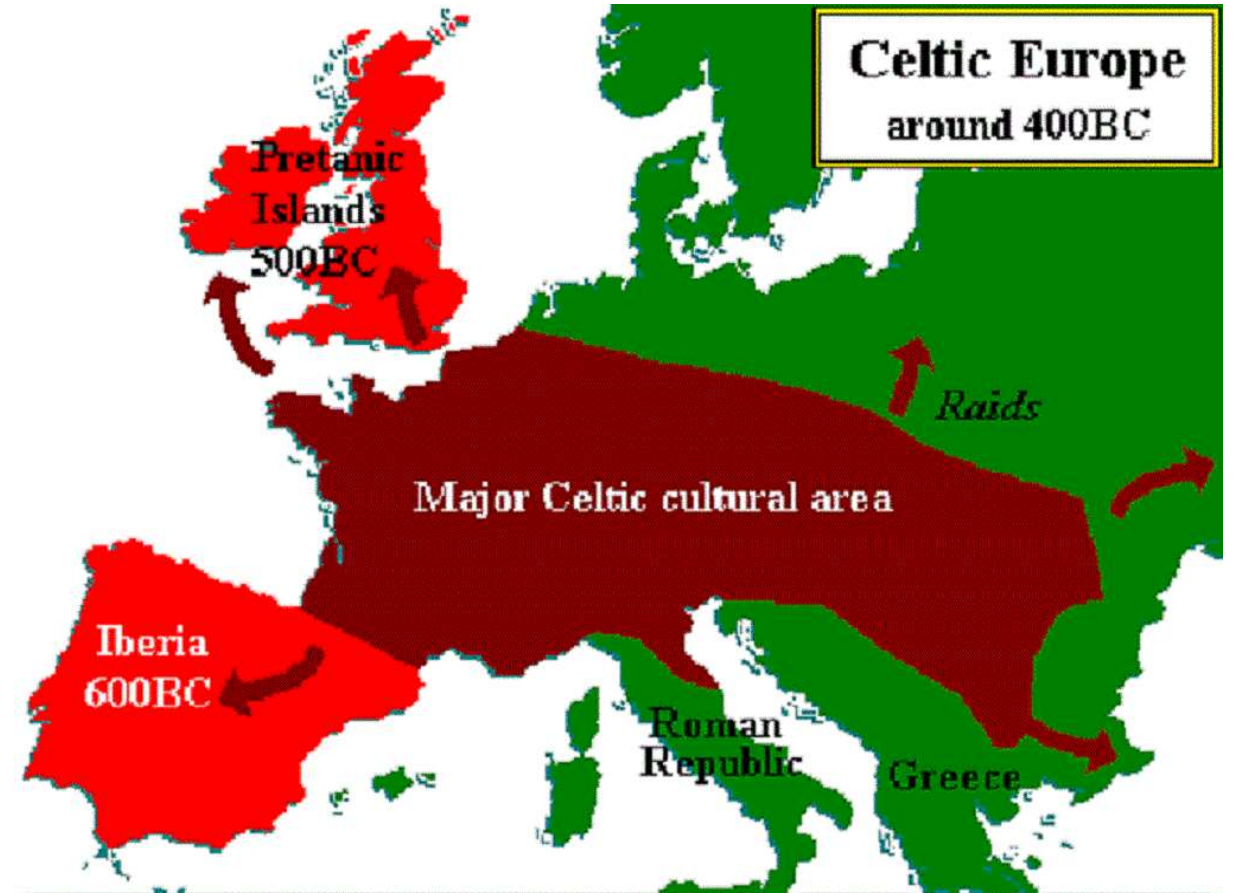 Celtic Europe
around 400BC
Pretanic
Islands
500BC
Raids
Major Celtic cultural area
Iberia
600BC
Roman
Republic
Greece